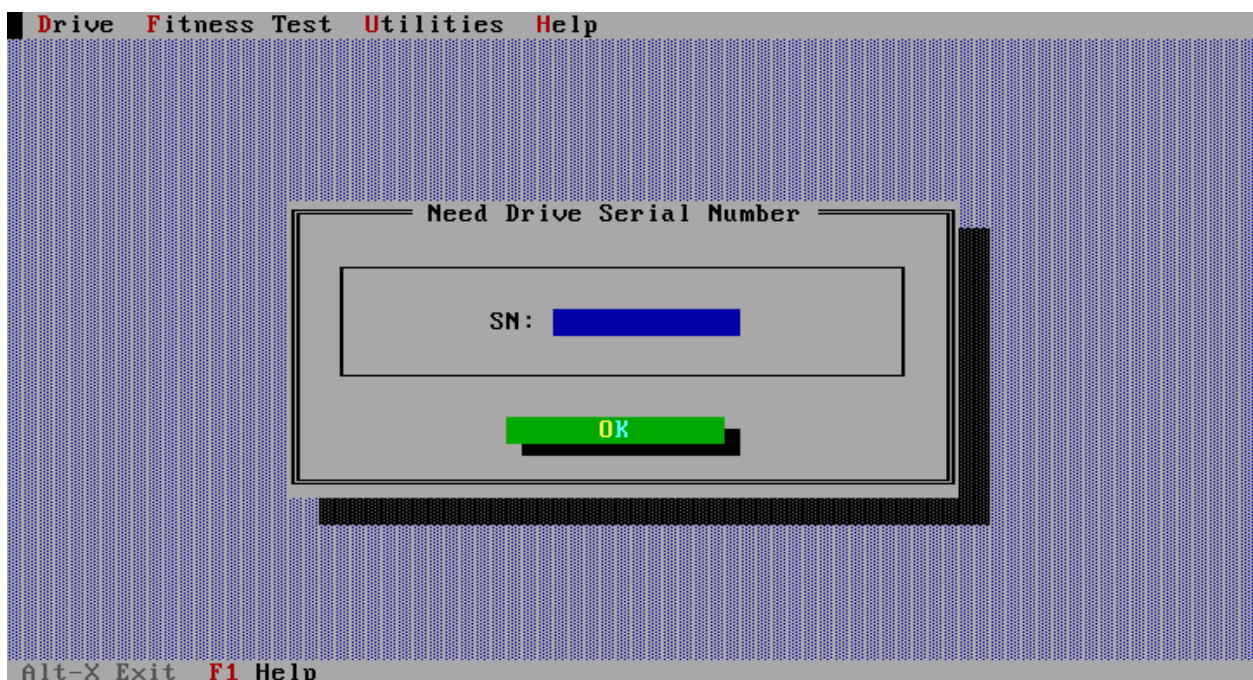 Drive Fitness Test Utilities Help
Need Drive Serial Number
SN:
OK
Alt-X Exit F1 Help